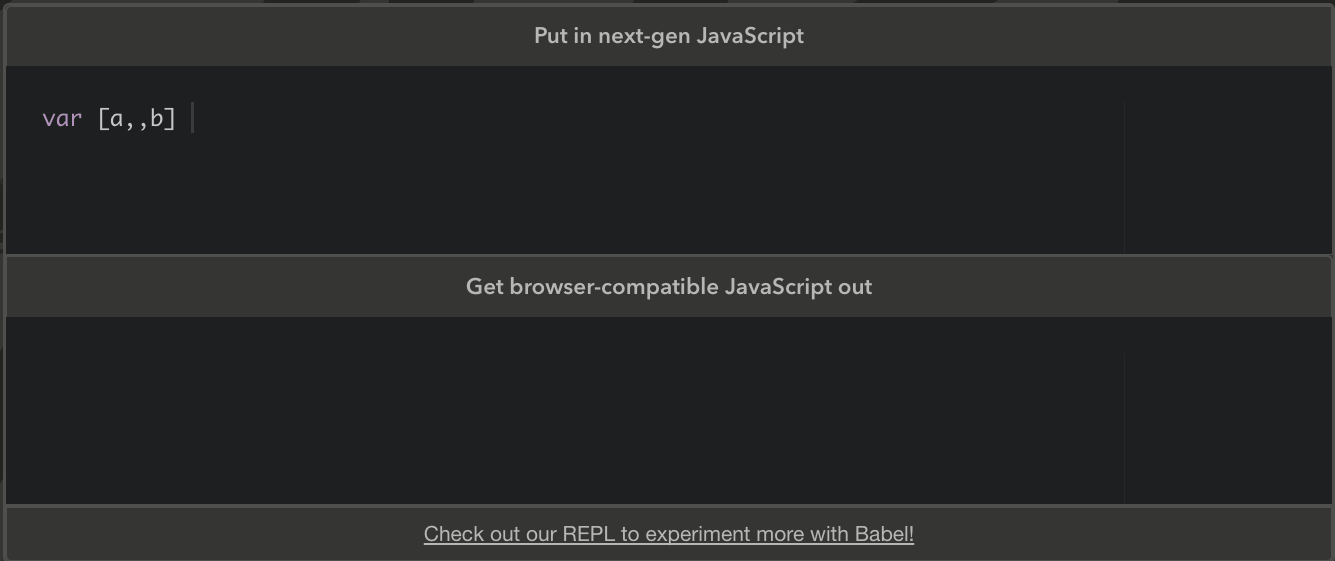 Put in next-gen JavaScript
var [a,,b]
Get browser-compatible JavaScript out
Check out our REPL to experiment more with Babel!